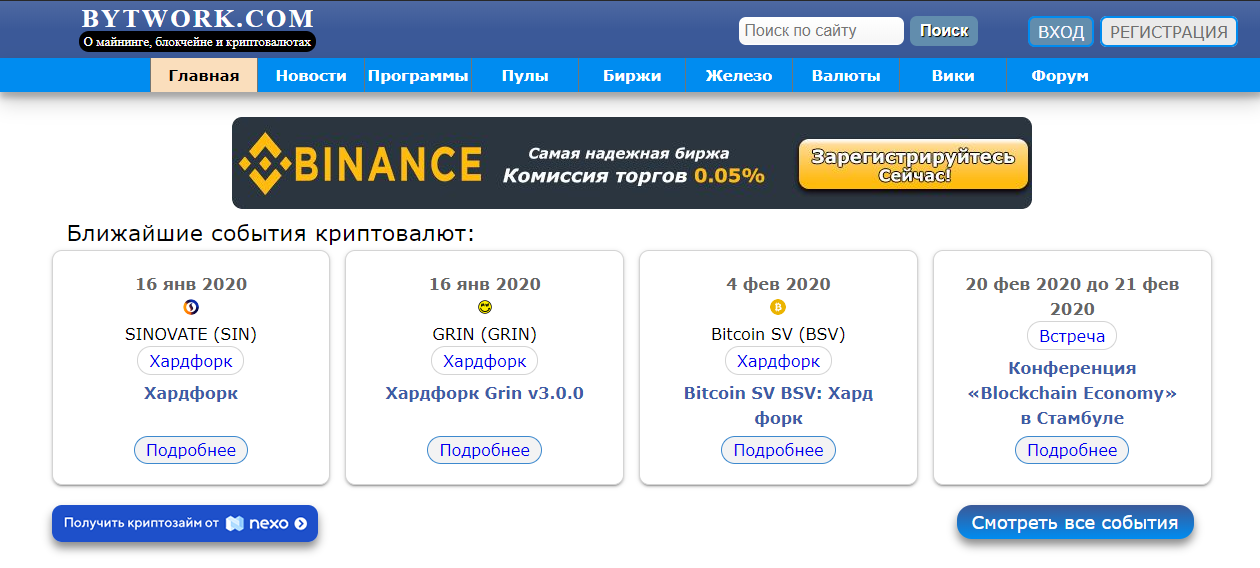 BYTWORK.COM
О майнинге, блокчейне и криптовалютах
Поиск по сайту
Поиск
ВХОД
РЕГИСТРАЦИЯ
Главная Новости Программы Пулы Биржи Железо Валюты Вики Форум
BINANCE
Самая надежная биржа
Комиссия торгов 0.05%
Зарегистрируйтесь
Сейчас!
Ближайшие события криптовалют:
16 янв 2020
SINOVATE (SIN)
Хардфорк
Хардфорк
Подробнее
16 янв 2020
GRIN (GRIN)
Хардфорк
Хардфорк Grin v3.0.0
Подробнее
4 фев 2020
Bitcoin SV (BSV)
Хардфорк
Bitcoin SV BSV: Хард
форк
Подробнее
20 фев 2020 до 21 фев
2020
Встреча
Конференция
«Blockchain Economy»
в Стамбуле
Подробнее
Получить криптозайм от nexo
Смотреть все события